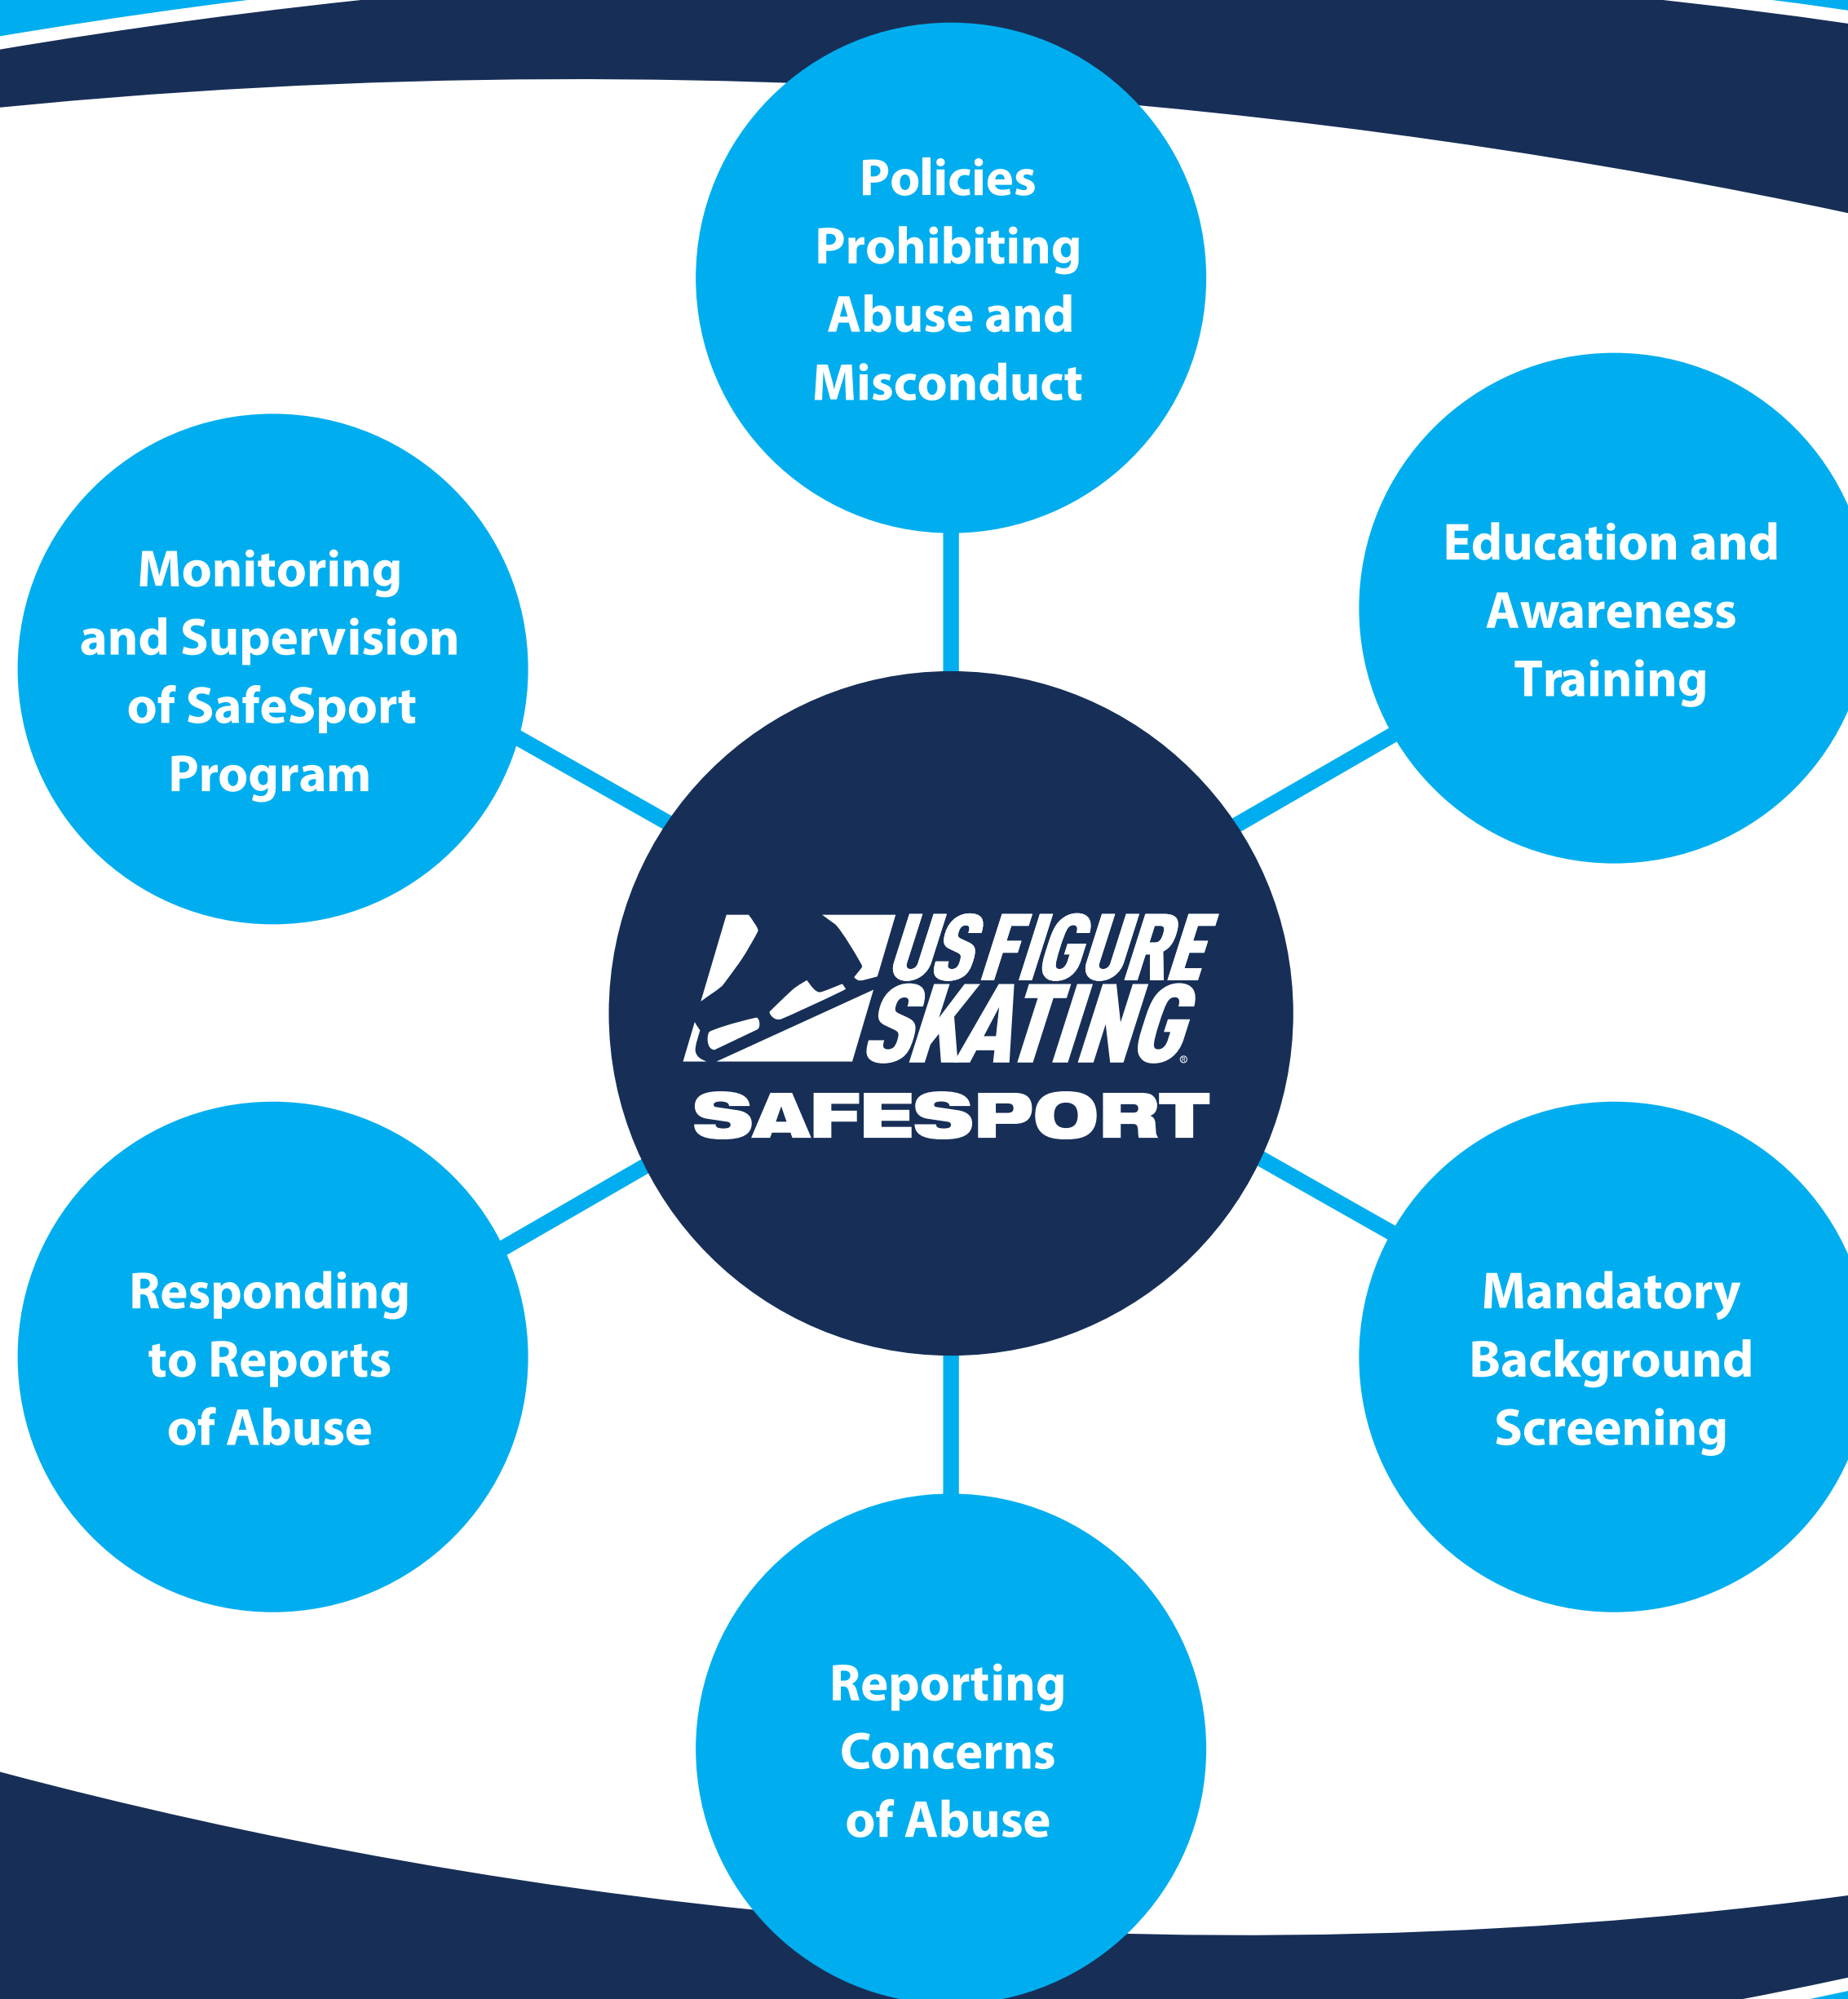 Policies
Prohibiting
Abuse and
Misconduct
Education and
Awareness
Training
Monitoring
and Supervision
of SafeSport
Program
US FIGURE
SKATING®
SAFESPORT
Responding
to Reports
of Abuse
Mandatory
Background
Screening
Reporting
Concerns
of Abuse